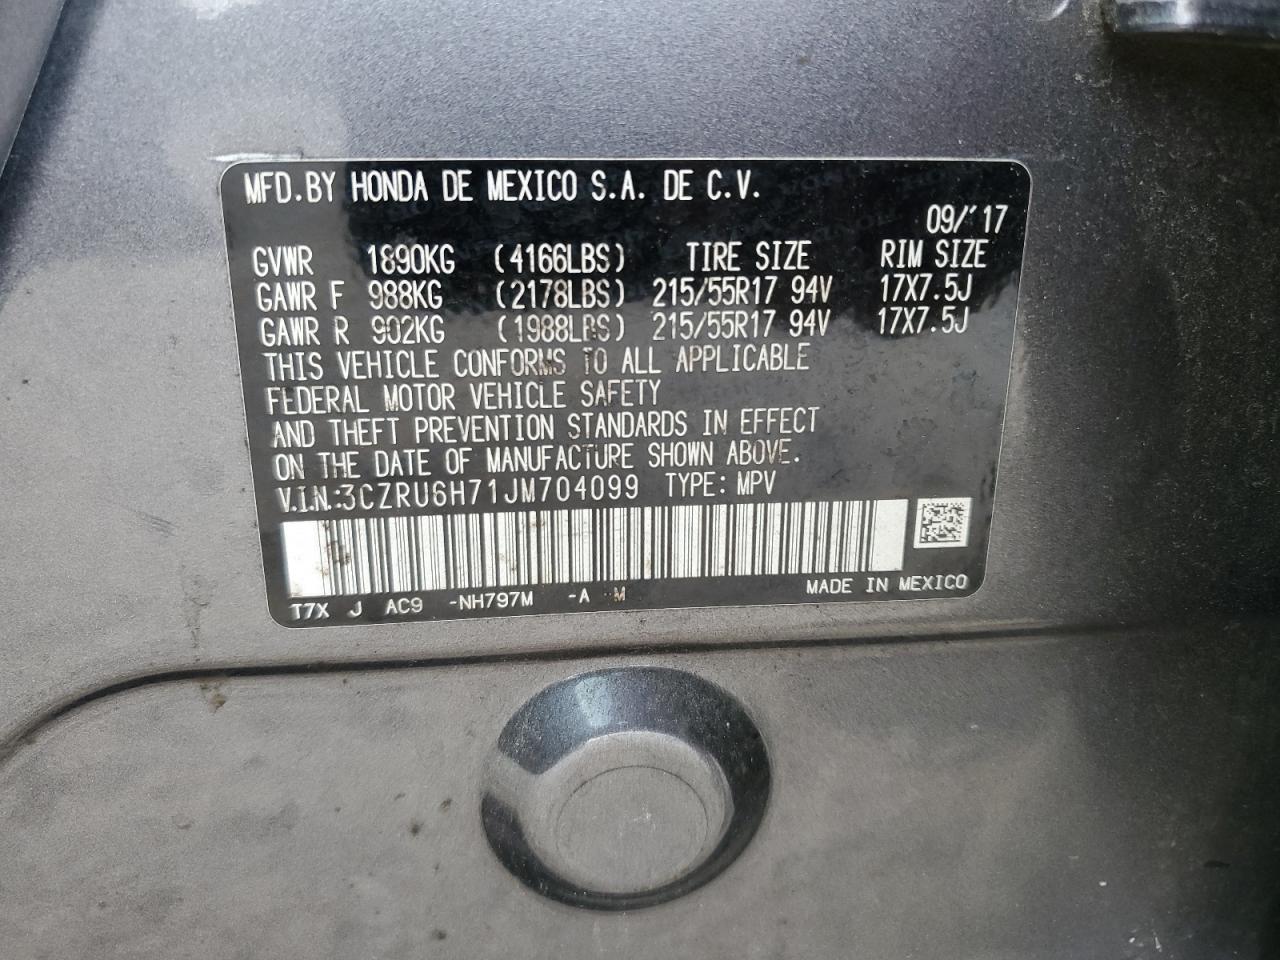 MFD.BY HONDA DE MEXICO S.A. DE C.V.
09/'17
GVWR 1890KG (4166LBS) TIRE SIZE RIM SIZE
GAWR F 988KG (2178LBS) 215/55R17 94V 17X7.5J
GAWR R 902KG (1988LBS) 215/55R17 94V 17X7.5J
THIS VEHICLE CONFORMS TO ALL APPLICABLE
FEDERAL MOTOR VEHICLE SAFETY
AND THEFT PREVENTION STANDARDS IN EFFECT
ON THE DATE OF MANUFACTURE SHOWN ABOVE.
V.I.N.:3CZRU6H71JM704099 TYPE: MPV
MADE IN MEXICO
T7X J AC9 -NH797M -A M